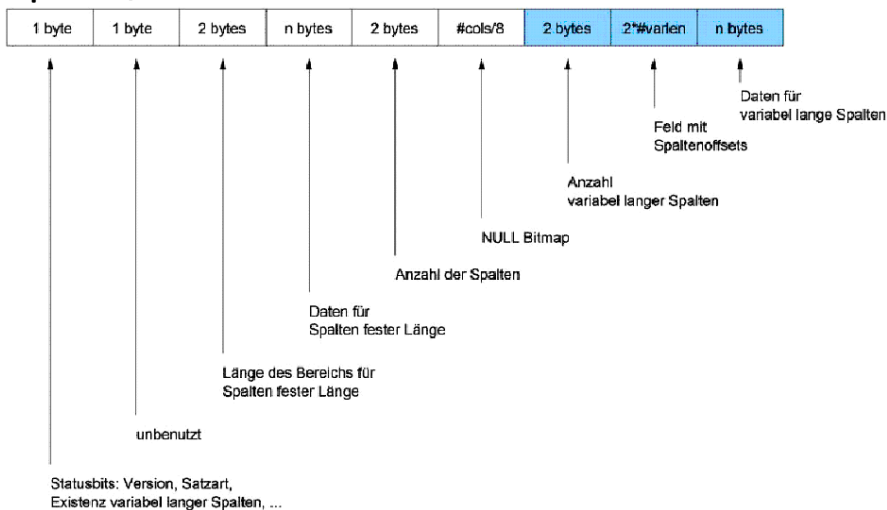 1 byte 1 byte 2 bytes n bytes 2 bytes #cols/8 2 bytes 2*#varlen n bytes
Daten für
variabel lange Spalten
Feld mit
Spaltenoffsets
Anzahl
variabel langer Spalten
NULL Bitmap
Anzahl der Spalten
Daten für
Spalten fester Länge
Länge des Bereichs für
Spalten fester Länge
unbenutzt
Statusbits: Version, Satzart,
Existenz variabel langer Spalten, ...